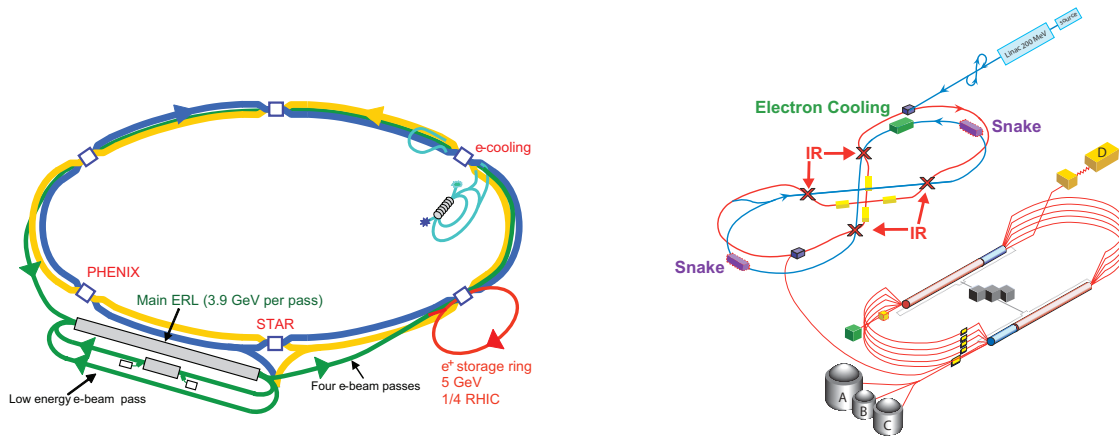 e-cooling
PHENIX
Main ERL (3.9 GeV per pass)
STAR
e+ storage ring
5 GeV
1/4 RHIC
Four e-beam passes
Low energy e-beam pass
source
Linac 200 MeV
Electron Cooling
Snake
IR
IR
Snake
D
A
B
C